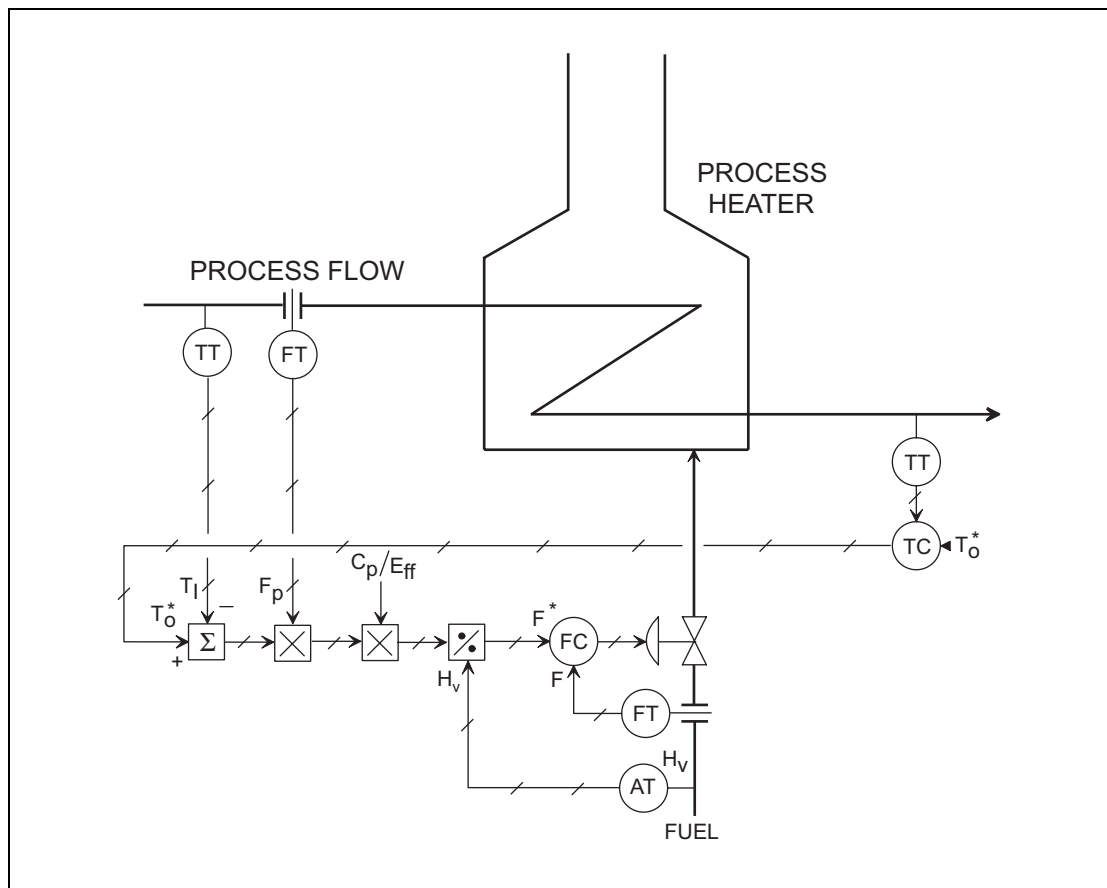 PROCESS
HEATER
PROCESS FLOW
TT
FT
TT
TC
T*o
Cp/Eff
TI
Fp
T*o
−
+
Σ
F*
FC
F
Hv
FT
Hv
AT
FUEL